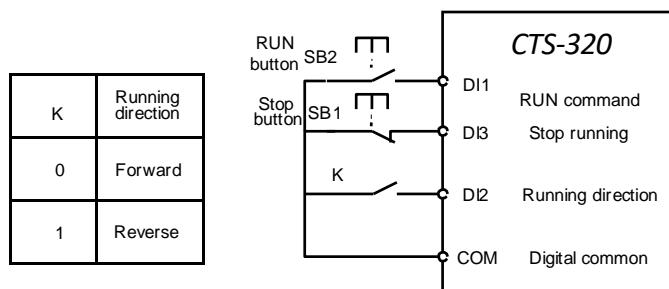 K
Running
direction
0
Forward
1
Reverse
RUN
button
SB2
Stop
button
SB1
K
CTS-320
DI1
RUN command
DI3
Stop running
DI2
Running direction
COM
Digital common